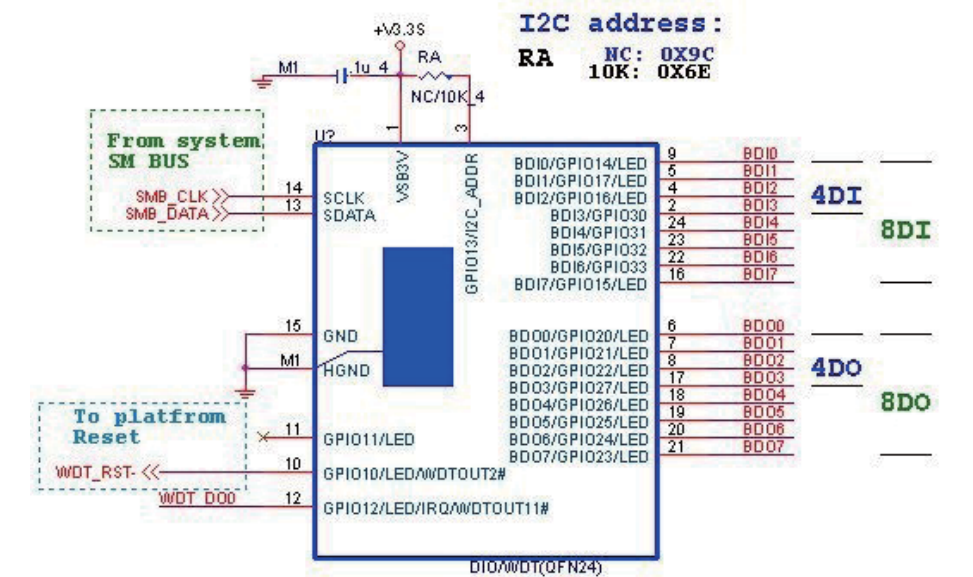 I2C address:
+V3.3S
RA
RA NC: 0X9C
10K: 0X6E
M1 .1u_4
NC/10K_4
From system
SM BUS
U?
1
3
VSB3V
GPIO13/I2C_ADDR
SMB_CLK 14 SCLK
SMB_DATA 13 SDATA
BDI0/GPIO14/LED 9 BDI0
BDI1/GPIO17/LED 5 BDI1
BDI2/GPIO16/LED 4 BDI2
BDI3/GPIO30 2 BDI3
BDI4/GPIO31 24 BDI4
BDI5/GPIO32 23 BDI5
BDI6/GPIO33 22 BDI6
BDI7/GPIO15/LED 16 BDI7
4DI
8DI
15 GND
M1 HGND
BDO0/GPIO20/LED 6 BDO0
BDO1/GPIO21/LED 7 BDO1
BDO2/GPIO22/LED 8 BDO2
BDO3/GPIO27/LED 17 BDO3
BDO4/GPIO26/LED 18 BDO4
BDO5/GPIO25/LED 19 BDO5
BDO6/GPIO24/LED 20 BDO6
BDO7/GPIO23/LED 21 BDO7
4DO
8DO
To platfrom
Reset
11 GPIO11/LED
WDT_RST- 10 GPIO10/LED/WDTOUT2#
WDT_DO0 12 GPIO12/LED/IRQ/WDTOUT11#
DIO/WDT(QFN24)